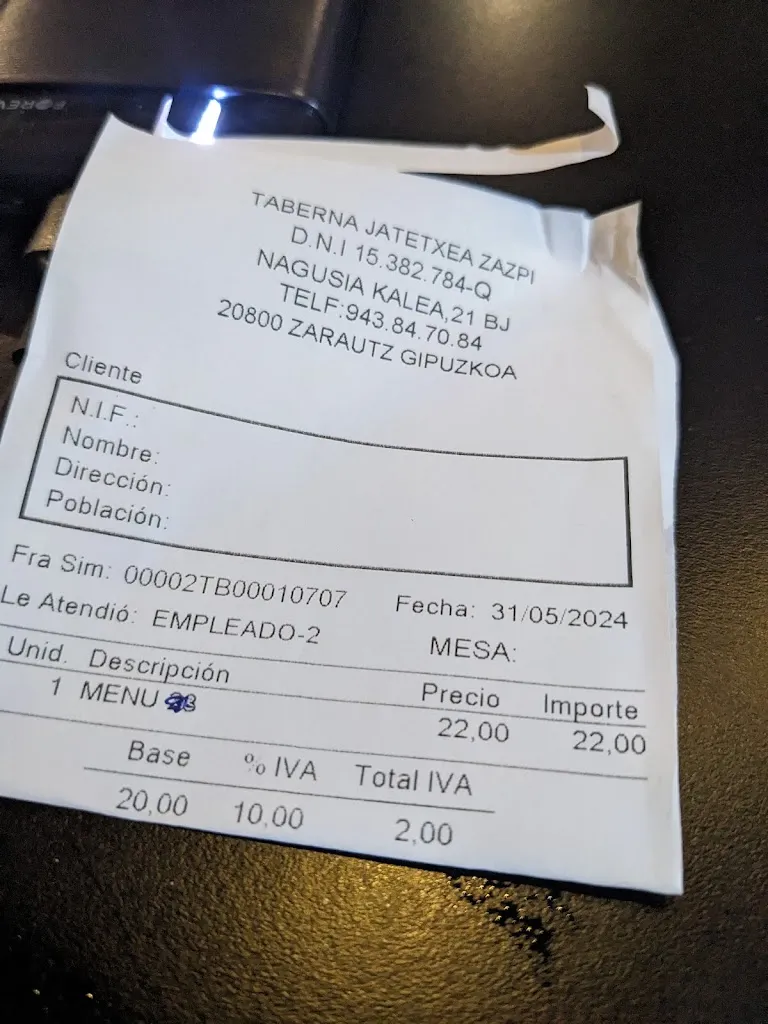 TABERNA JATETXEA ZAZPI
D.N.I 15.382.784-Q
NAGUSIA KALEA,21 BJ
TELF:943.84.70.84
20800 ZARAUTZ GIPUZKOA
Cliente
N.I.F.:
Nombre:
Dirección:
Población:
Fra Sim: 00002TB00010707 Fecha: 31/05/2024
Le Atendió: EMPLEADO-2 MESA:
Unid. Descripción Precio Importe
1 MENU 22,00 22,00
Base % IVA Total IVA
20,00 10,00 2,00